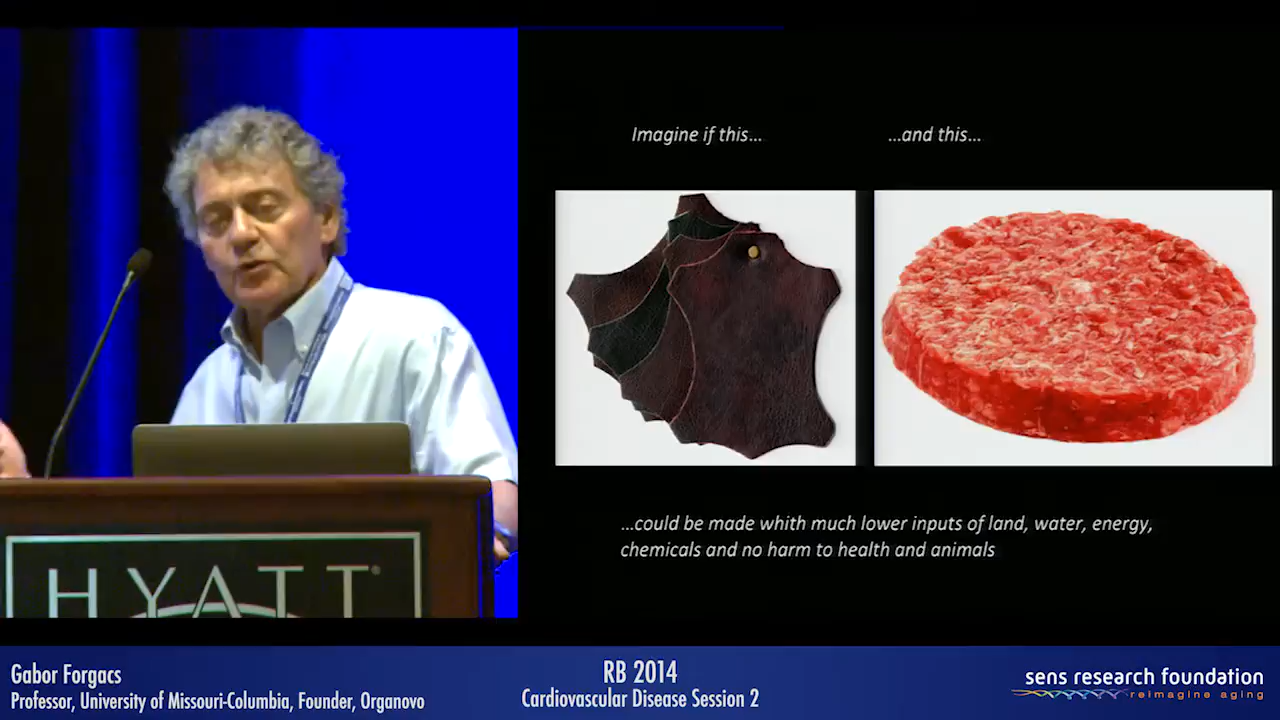 Imagine if this...
...and this...
...could be made whith much lower inputs of land, water, energy,
chemicals and no harm to health and animals
HYATT®
Gabor Forgacs
Professor, University of Missouri-Columbia, Founder, Organovo
RB 2014
Cardiovascular Disease Session 2
sens research foundation
reimagine aging